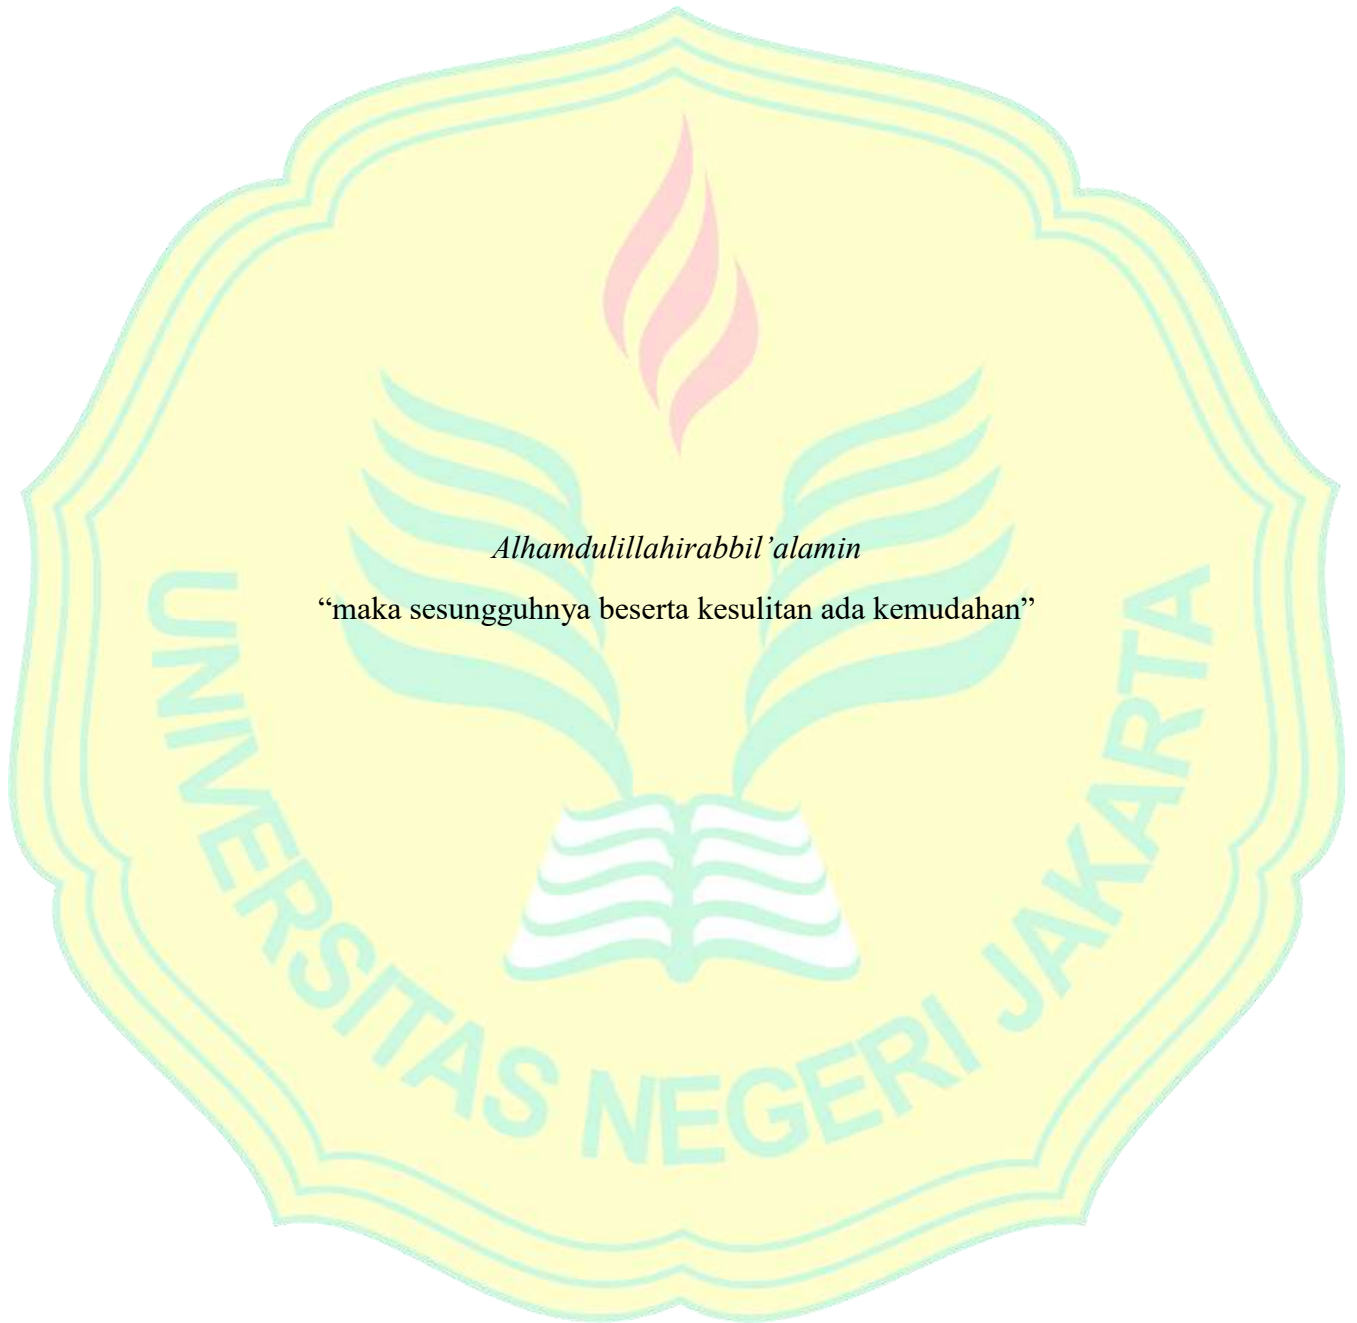 Alhamdulillahirabbil’alamin
“maka sesungguhnya beserta kesulitan ada kemudahan”
UNIVERSITAS NEGERI JAKARTA